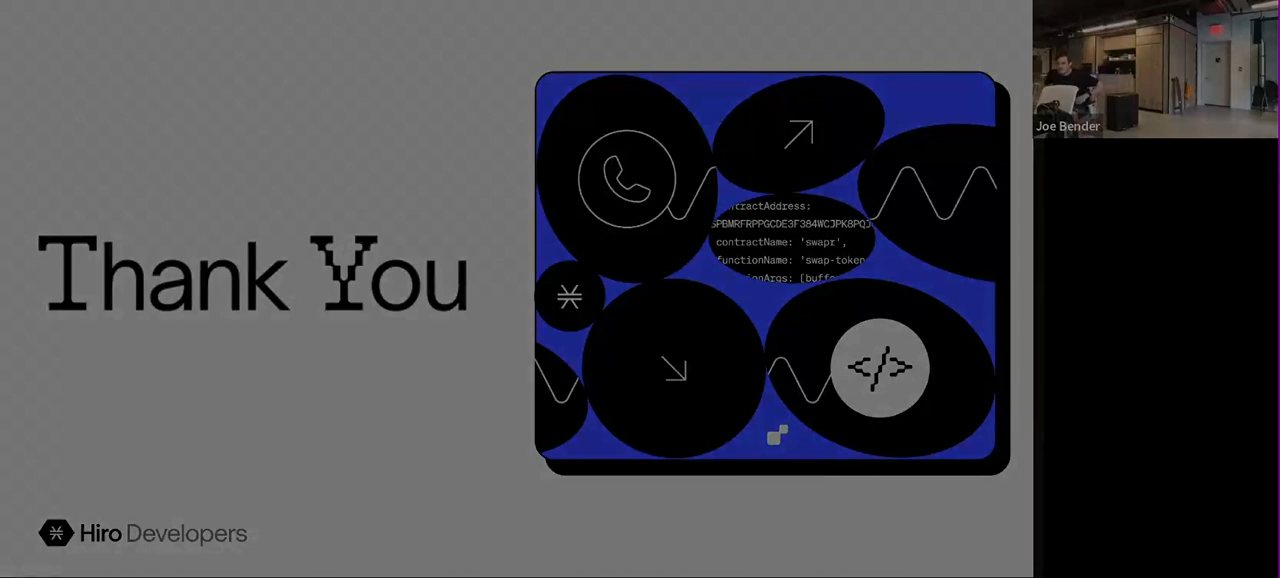 Thank You
contractName: 'swapr',
Hiro Developers
Joe Bender